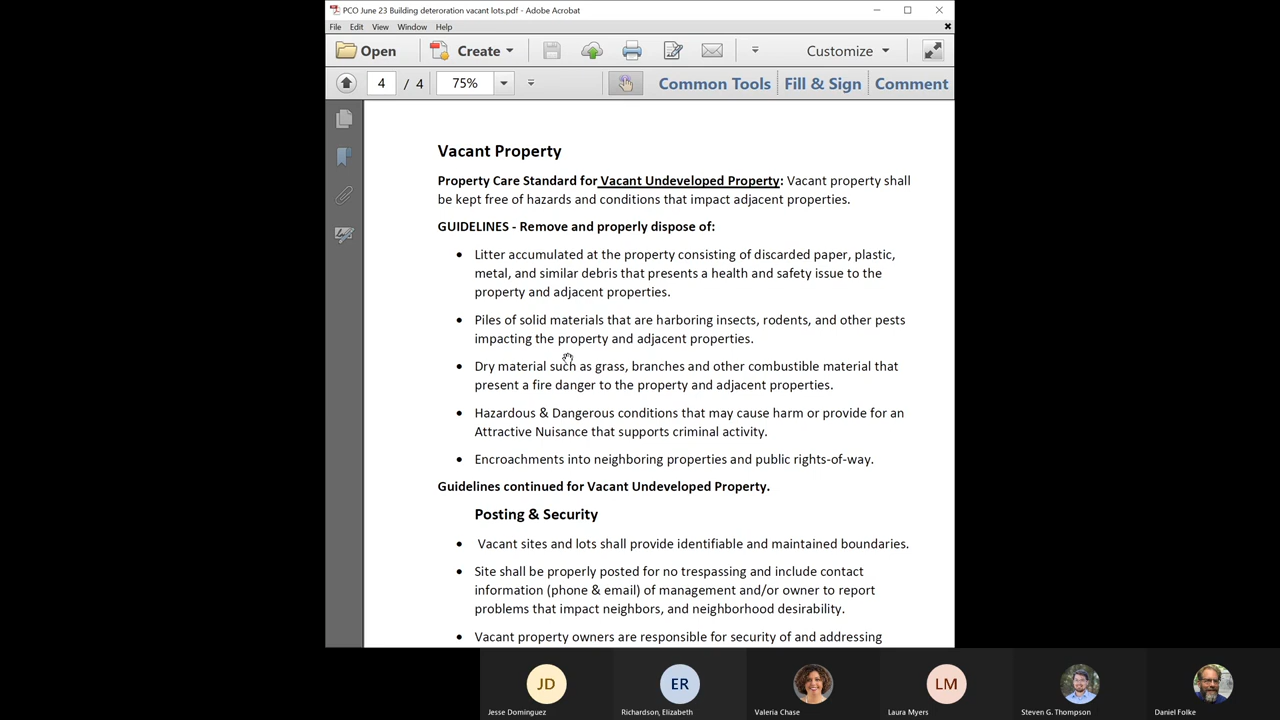 PCO June 23 Building deteroration vacant lots.pdf - Adobe Acrobat
File Edit View Window Help
Open Create Customize
4 / 4 75% Common Tools Fill & Sign Comment
Vacant Property
Property Care Standard for Vacant Undeveloped Property: Vacant property shall
be kept free of hazards and conditions that impact adjacent properties.
GUIDELINES - Remove and properly dispose of:
• Litter accumulated at the property consisting of discarded paper, plastic,
metal, and similar debris that presents a health and safety issue to the
property and adjacent properties.
• Piles of solid materials that are harboring insects, rodents, and other pests
impacting the property and adjacent properties.
• Dry material such as grass, branches and other combustible material that
present a fire danger to the property and adjacent properties.
• Hazardous & Dangerous conditions that may cause harm or provide for an
Attractive Nuisance that supports criminal activity.
• Encroachments into neighboring properties and public rights-of-way.
Guidelines continued for Vacant Undeveloped Property.
Posting & Security
• Vacant sites and lots shall provide identifiable and maintained boundaries.
• Site shall be properly posted for no trespassing and include contact
information (phone & email) of management and/or owner to report
problems that impact neighbors, and neighborhood desirability.
• Vacant property owners are responsible for security of and addressing
JD ER LM
Jesse Dominguez Richardson, Elizabeth Valeria Chase Laura Myers Steven G. Thompson Daniel Folke